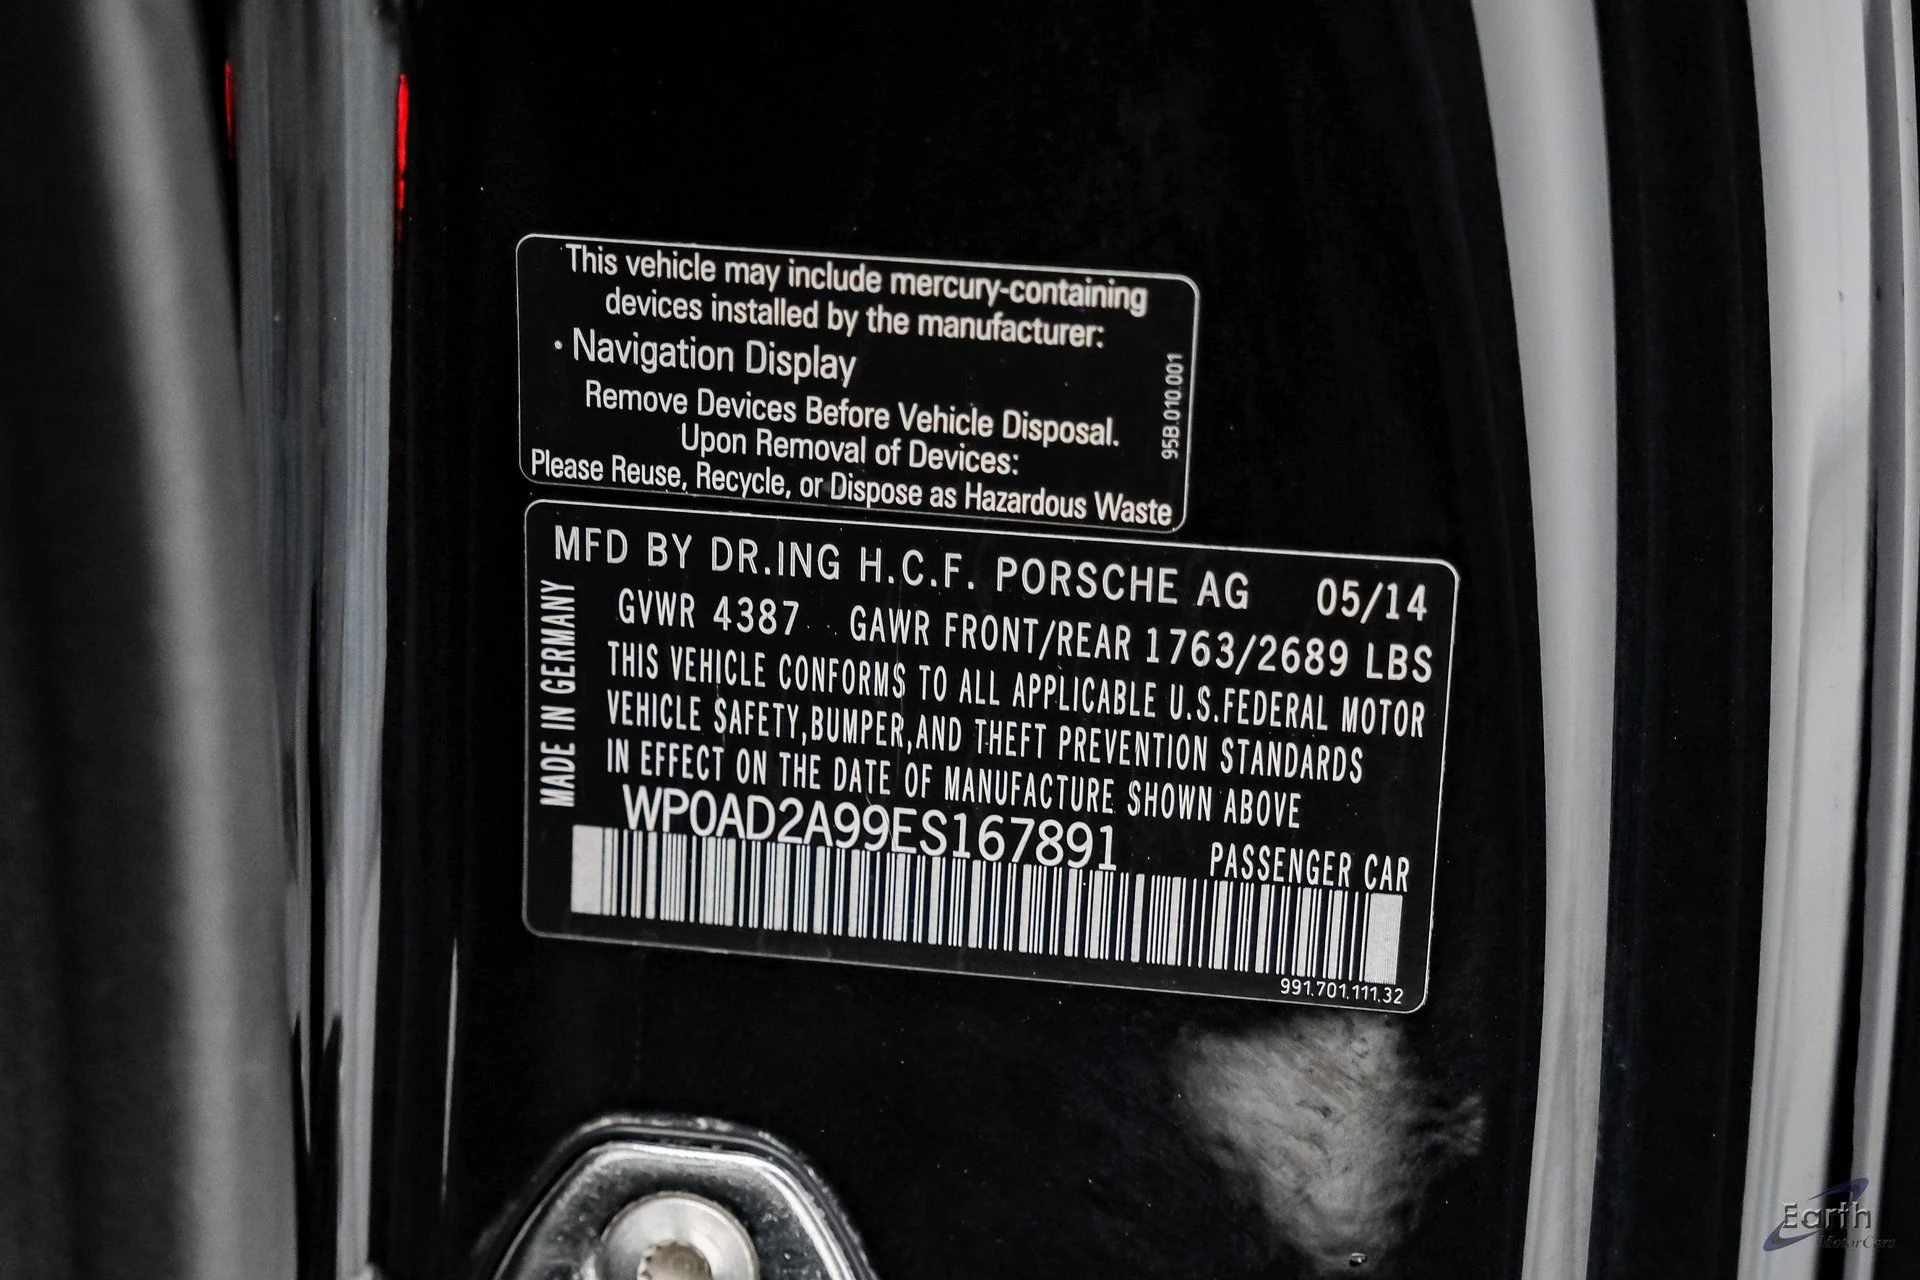 This vehicle may include mercury-containing
devices installed by the manufacturer:
• Navigation Display
Remove Devices Before Vehicle Disposal.
Upon Removal of Devices:
Please Reuse, Recycle, or Dispose as Hazardous Waste
95B.010.001
MFD BY DR.ING H.C.F. PORSCHE AG 05/14
GVWR 4387 GAWR FRONT/REAR 1763/2689 LBS
THIS VEHICLE CONFORMS TO ALL APPLICABLE U.S.FEDERAL MOTOR
VEHICLE SAFETY,BUMPER,AND THEFT PREVENTION STANDARDS
IN EFFECT ON THE DATE OF MANUFACTURE SHOWN ABOVE
MADE IN GERMANY
WP0AD2A99ES167891
PASSENGER CAR
991.701.111.32
Earth
MotorCars